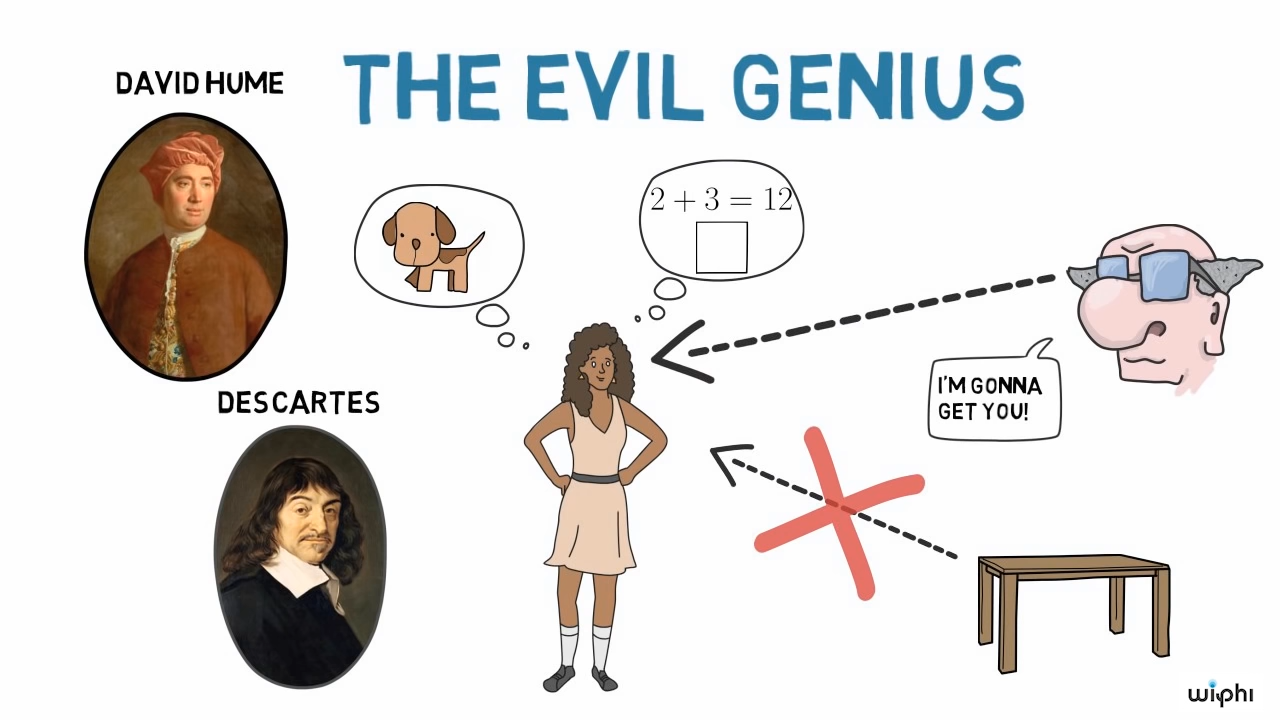 THE EVIL GENIUS
DAVID HUME
2 + 3 = 12
I'M GONNA
GET YOU!
DESCARTES
wiphi